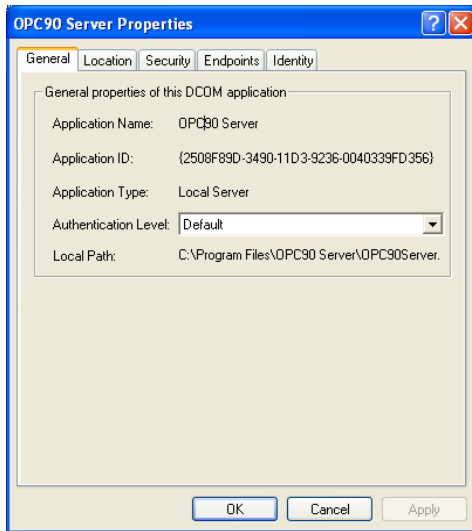 OPC90 Server Properties
General Location Security Endpoints Identity
General properties of this DCOM application
Application Name: OPC90 Server
Application ID: {2508F89D-3490-11D3-9236-0040339FD356}
Application Type: Local Server
Authentication Level: Default
Local Path: C:\Program Files\OPC90 Server\OPC90Server.
OK Cancel Apply